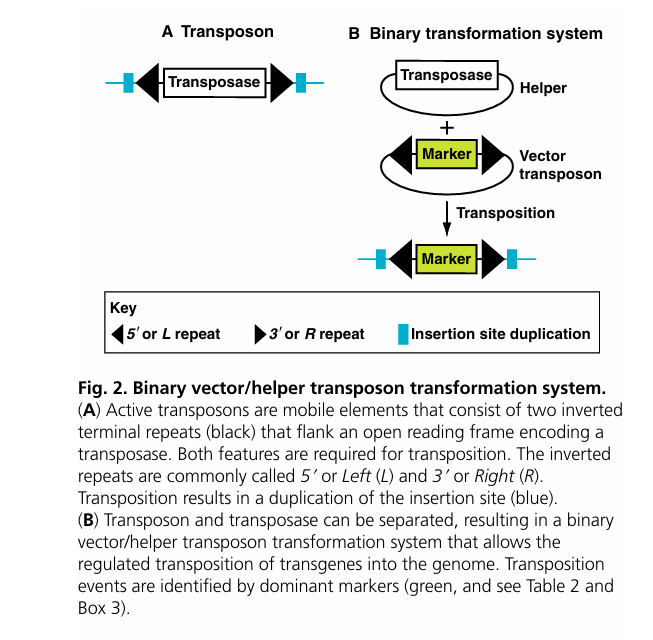 A Transposon
Transposase
B Binary transformation system
Transposase
Helper
+
Marker
Vector
transposon
Transposition
Marker
Key
5′ or L repeat
3′ or R repeat
Insertion site duplication
Fig. 2. Binary vector/helper transposon transformation system.
(A) Active transposons are mobile elements that consist of two inverted
terminal repeats (black) that flank an open reading frame encoding a
transposase. Both features are required for transposition. The inverted
repeats are commonly called 5′ or Left (L) and 3′ or Right (R).
Transposition results in a duplication of the insertion site (blue).
(B) Transposon and transposase can be separated, resulting in a binary
vector/helper transposon transformation system that allows the
regulated transposition of transgenes into the genome. Transposition
events are identified by dominant markers (green, and see Table 2 and
Box 3).